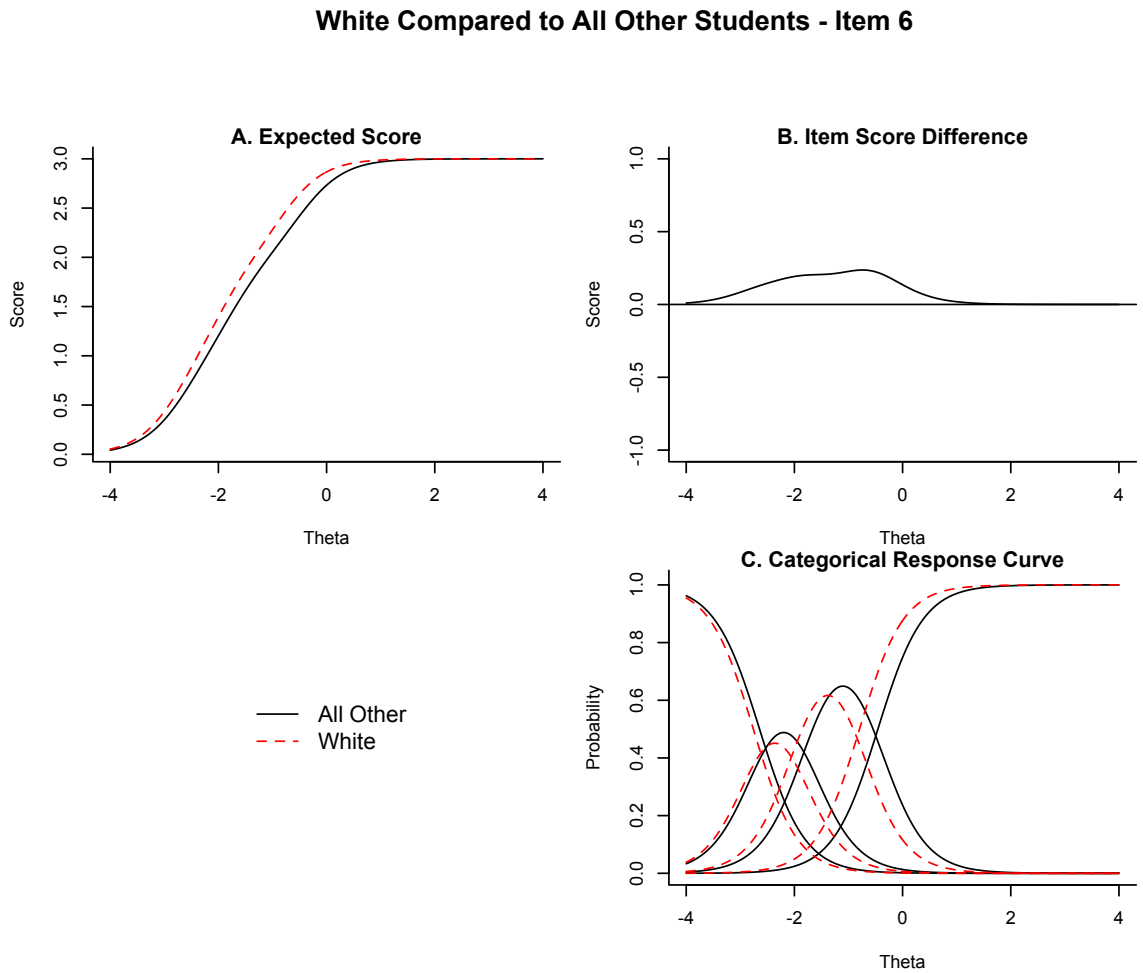 White Compared to All Other Students - Item 6
A. Expected Score
3.0
2.5
2.0
1.5
1.0
0.5
0.0
Score
-4
-2
0
2
4
Theta
B. Item Score Difference
1.0
0.5
0.0
-0.5
-1.0
Score
-4
-2
0
2
4
Theta
All Other
White
C. Categorical Response Curve
1.0
0.8
0.6
0.4
0.2
0.0
Probability
-4
-2
0
2
4
Theta